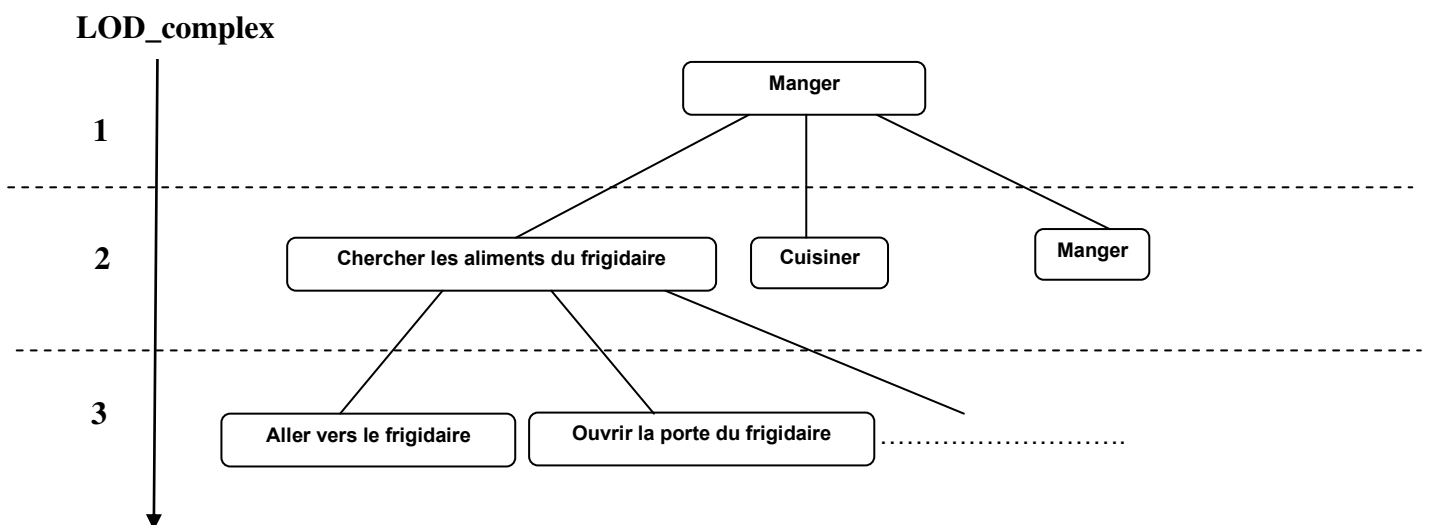 LOD_complex
Manger
1
2
Chercher les aliments du frigidaire
Cuisiner
Manger
3
Aller vers le frigidaire
Ouvrir la porte du frigidaire
............................